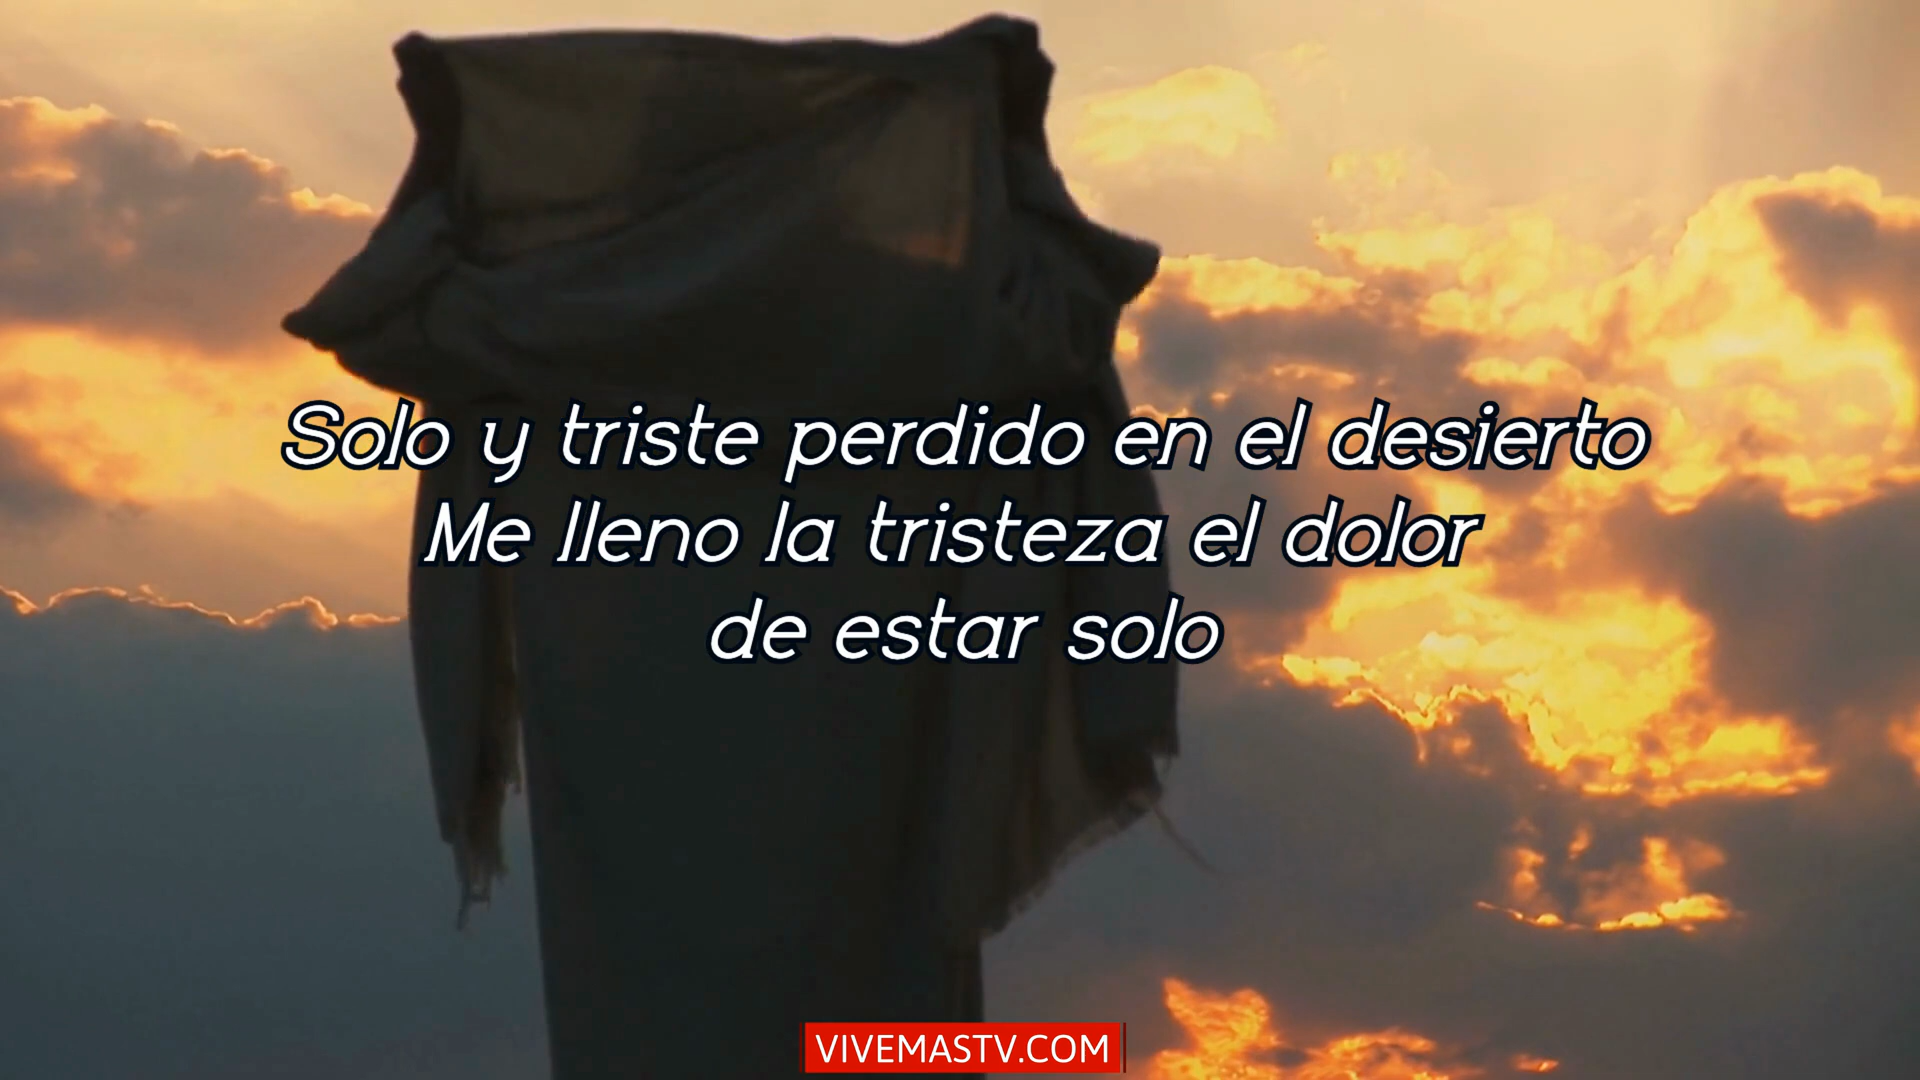 Solo y triste perdido en el desierto
Me lleno la tristeza el dolor
de estar solo
VIVEMASTV.COM